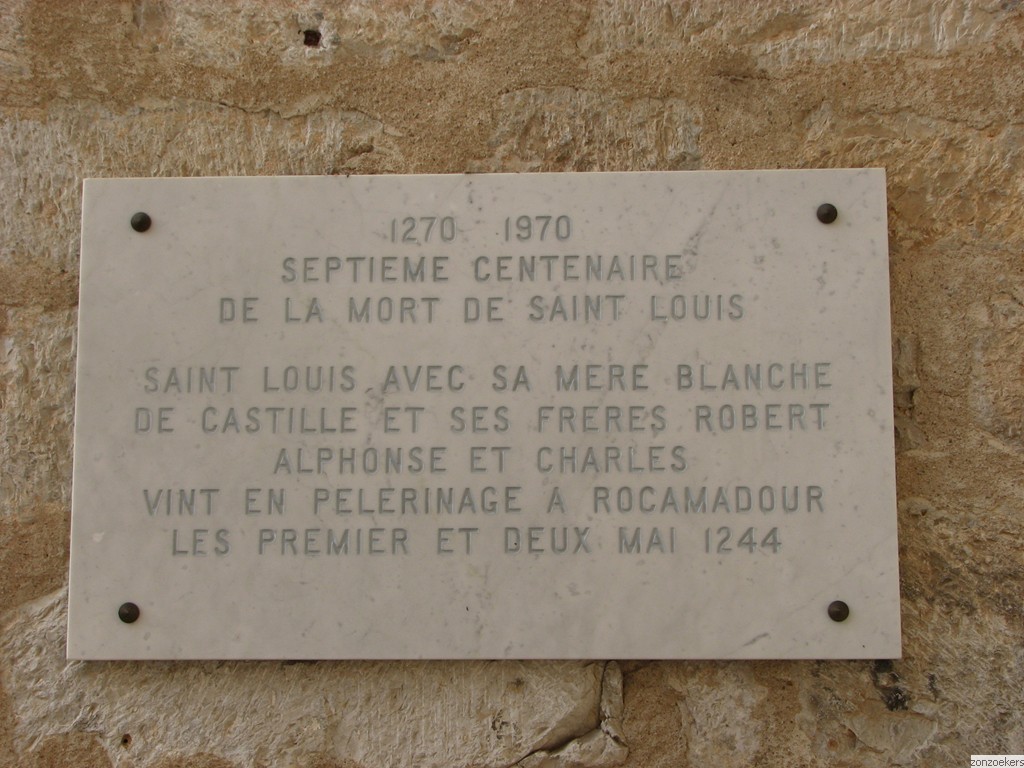 1270 1970
SEPTIEME CENTENAIRE
DE LA MORT DE SAINT LOUIS
SAINT LOUIS AVEC SA MERE BLANCHE
DE CASTILLE ET SES FRERES ROBERT
ALPHONSE ET CHARLES
VINT EN PELERINAGE A ROCAMADOUR
LES PREMIER ET DEUX MAI 1244
zonzoekers